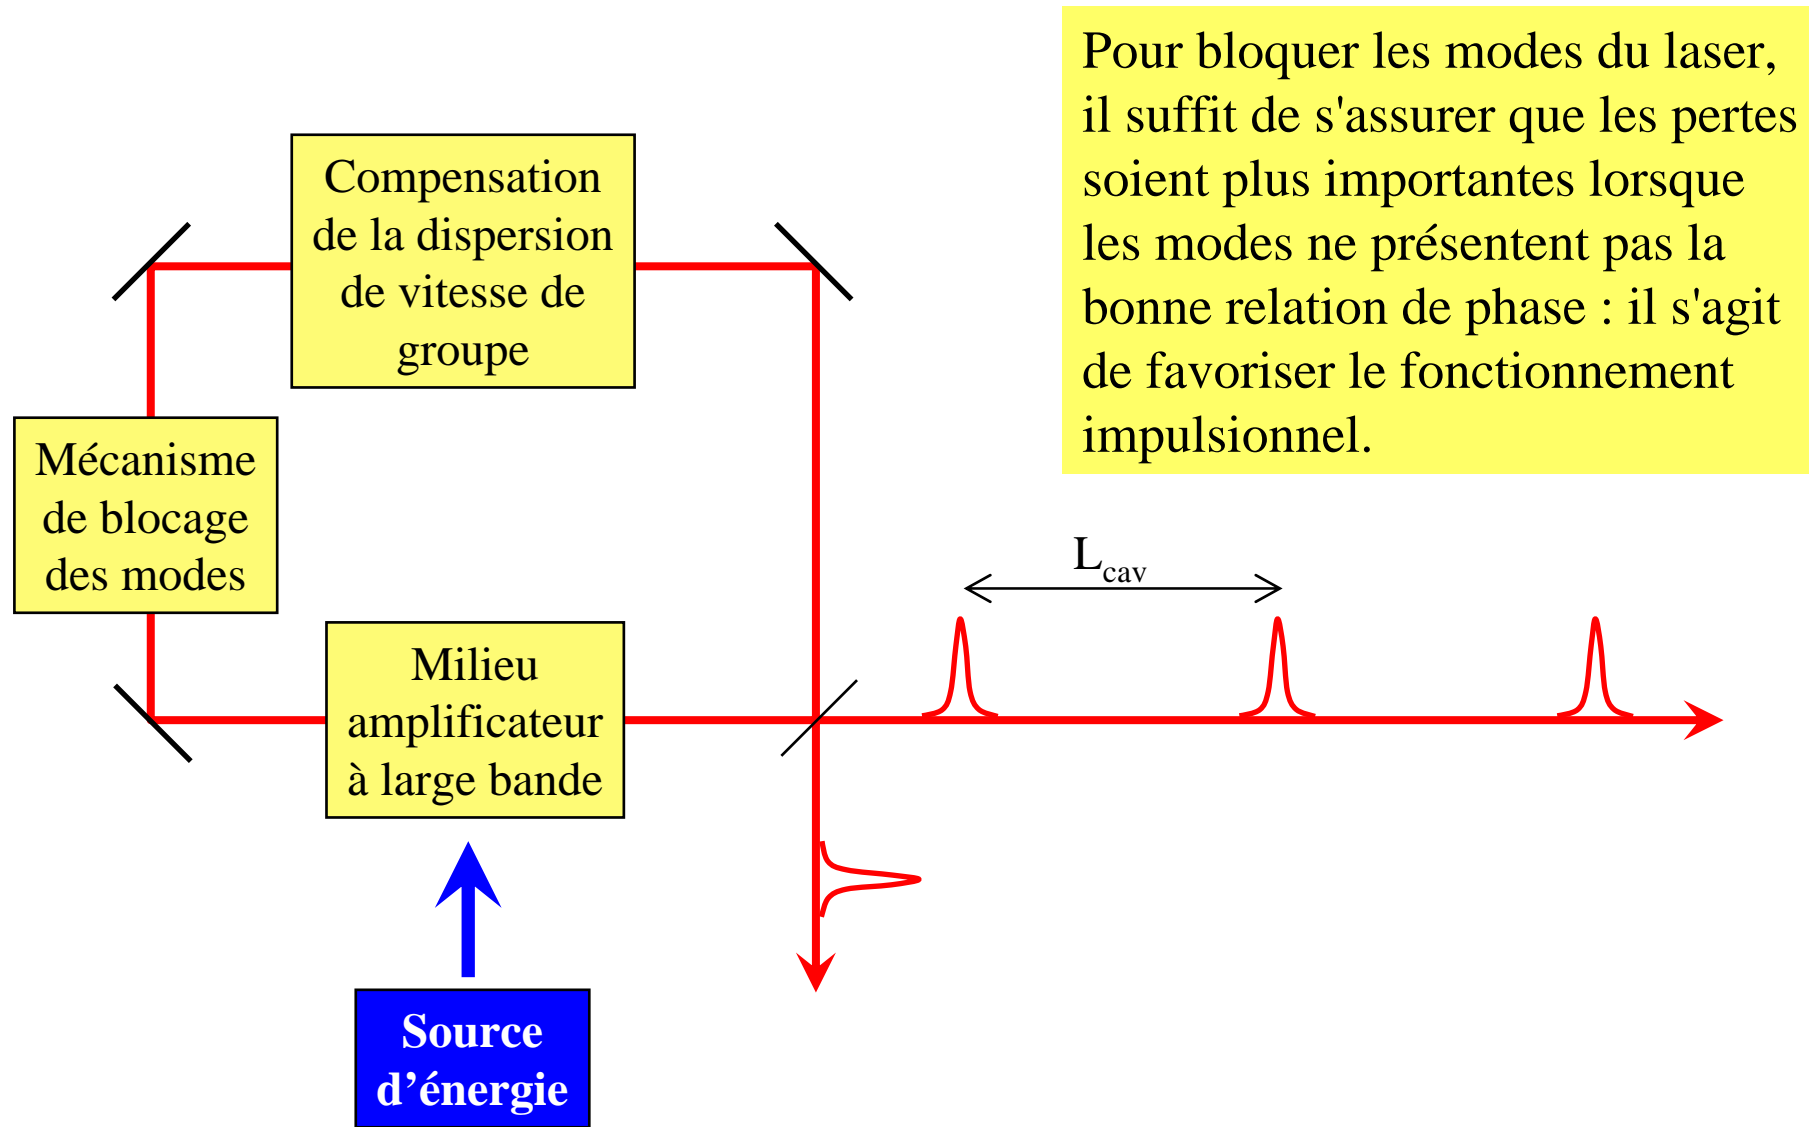 Pour bloquer les modes du laser,
il suffit de s'assurer que les pertes
soient plus importantes lorsque
les modes ne présentent pas la
bonne relation de phase : il s'agit
de favoriser le fonctionnement
impulsionnel.
Compensation
de la dispersion
de vitesse de
groupe
Mécanisme
de blocage
des modes
Milieu
amplificateur
à large bande
L_cav
Source
d’énergie